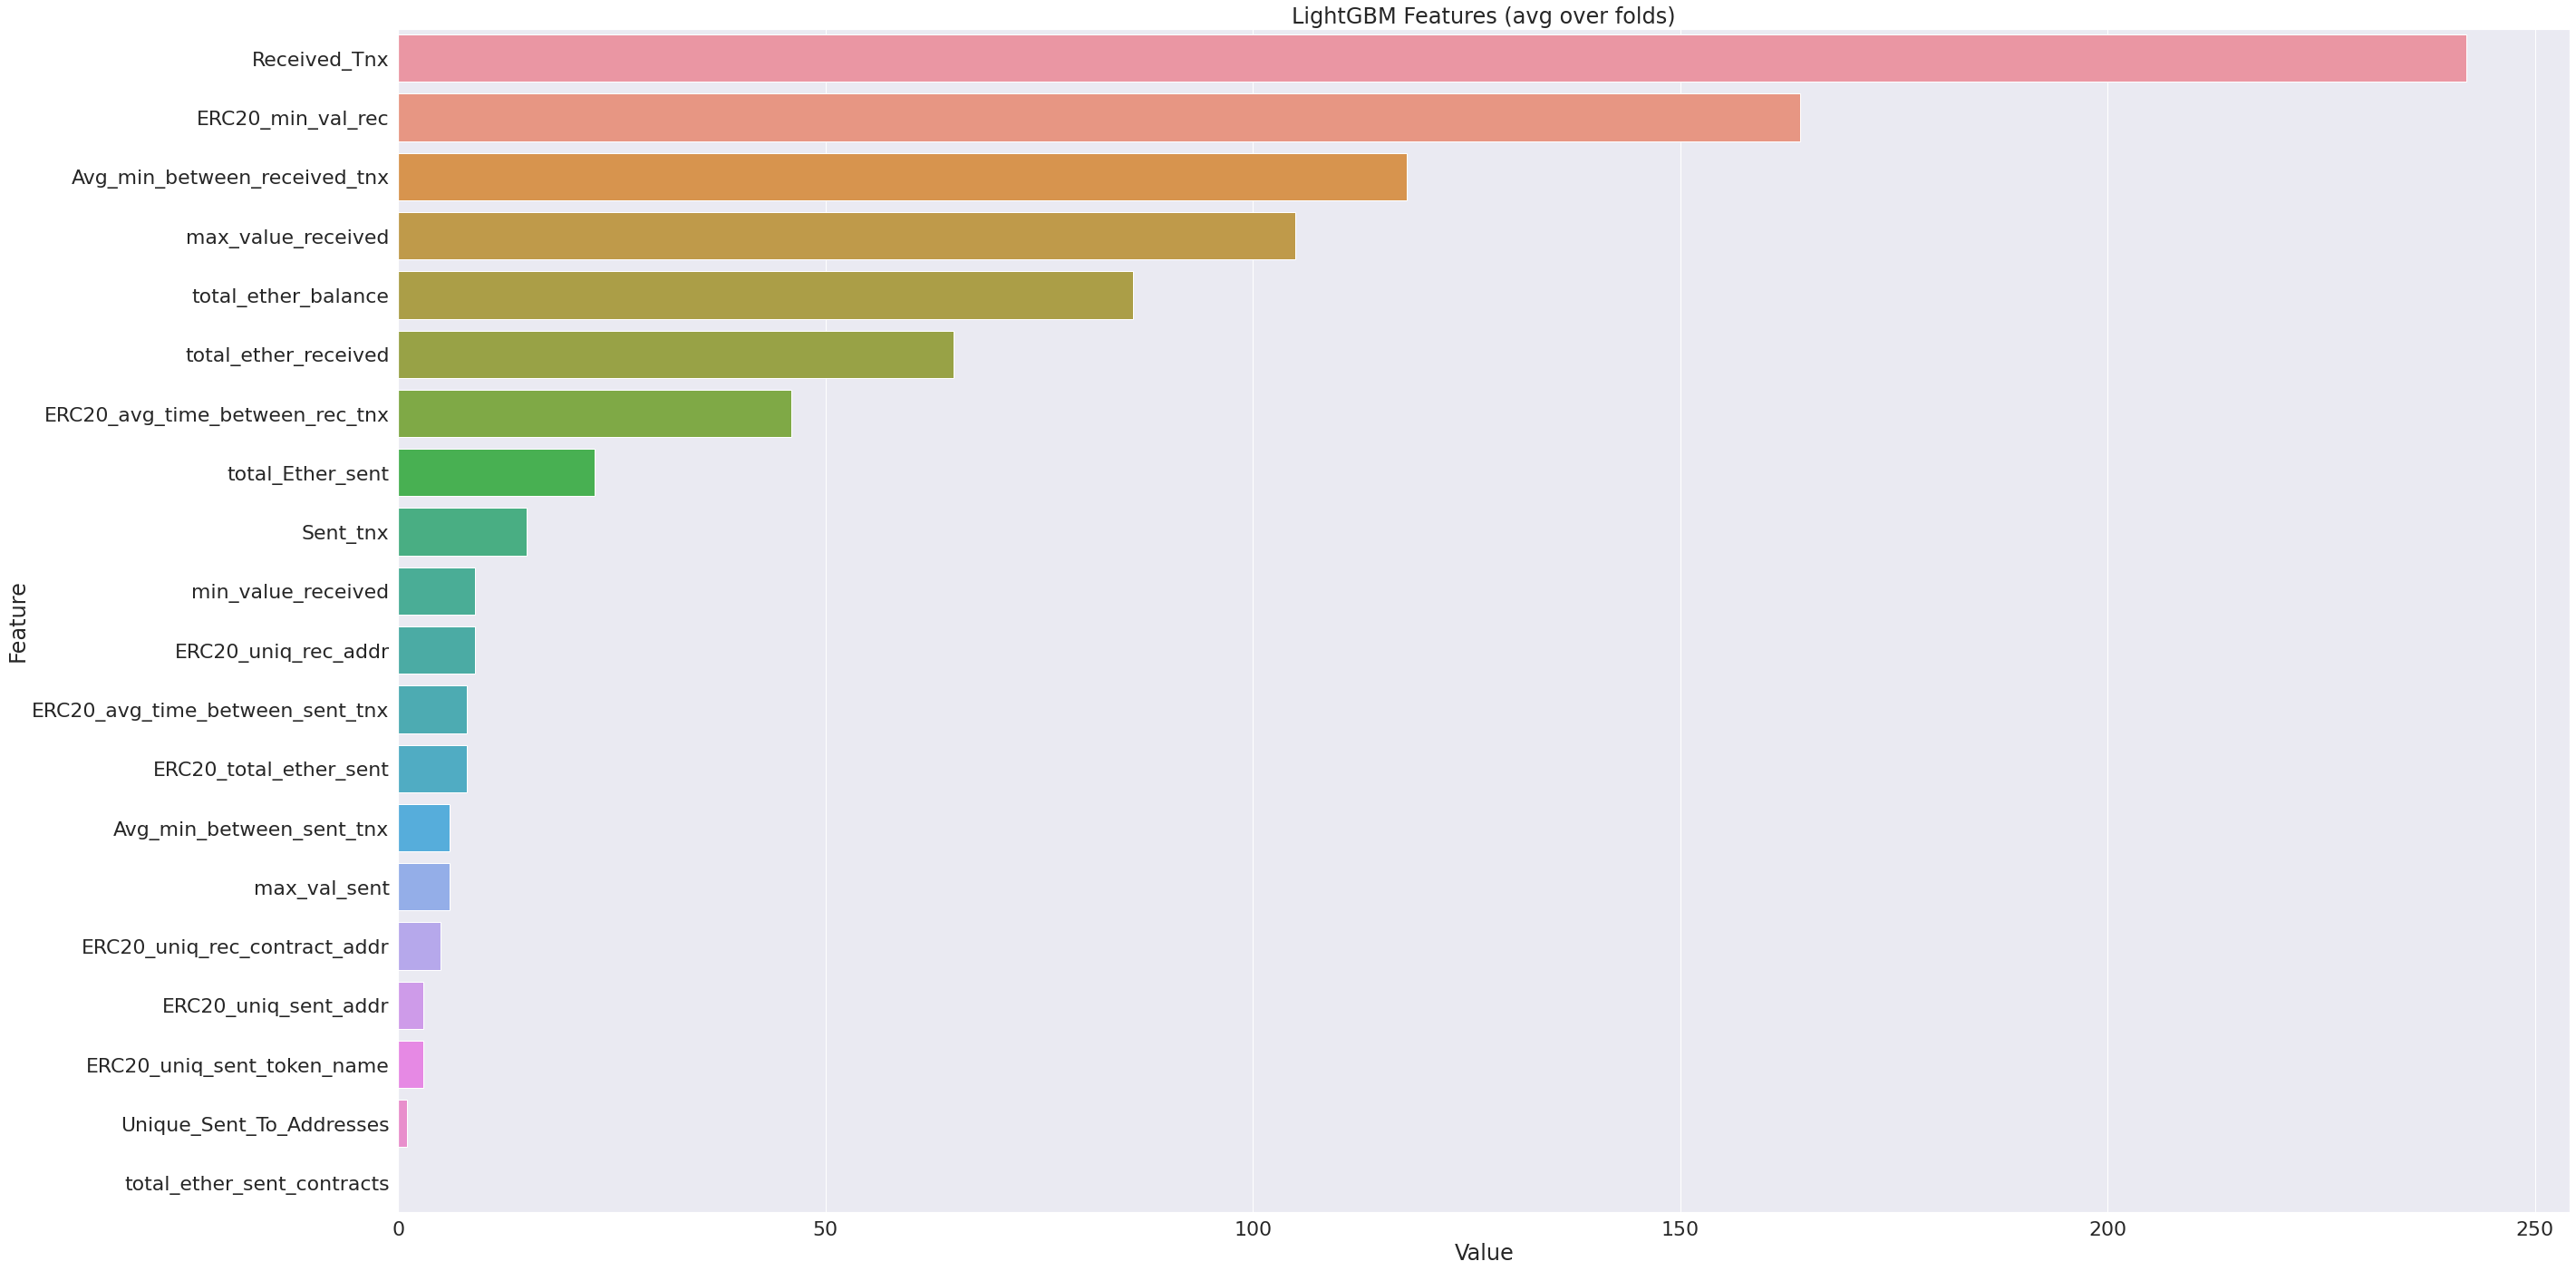 LightGBM Features (avg over folds)
Received_Tnx
ERC20_min_val_rec
Avg_min_between_received_tnx
max_value_received
total_ether_balance
total_ether_received
ERC20_avg_time_between_rec_tnx
total_Ether_sent
Sent_tnx
min_value_received
ERC20_uniq_rec_addr
ERC20_avg_time_between_sent_tnx
ERC20_total_ether_sent
Avg_min_between_sent_tnx
max_val_sent
ERC20_uniq_rec_contract_addr
ERC20_uniq_sent_addr
ERC20_uniq_sent_token_name
Unique_Sent_To_Addresses
total_ether_sent_contracts
Feature
0 50 100 150 200 250
Value